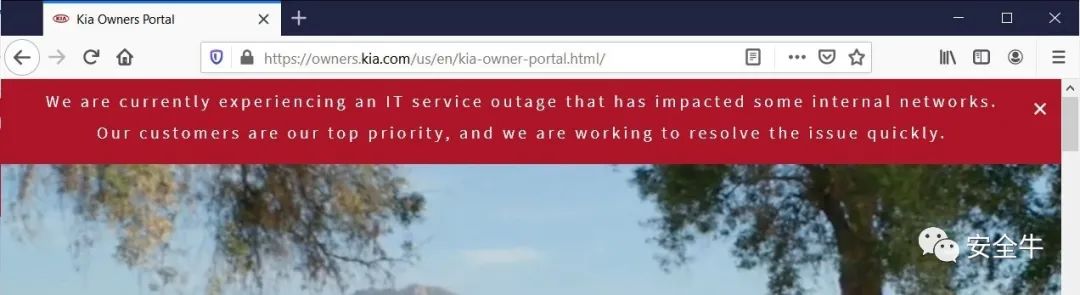 KIA
Kia Owners Portal
https://owners.kia.com/us/en/kia-owner-portal.html/
We are currently experiencing an IT service outage that has impacted some internal networks.
Our customers are our top priority, and we are working to resolve the issue quickly.
安全牛